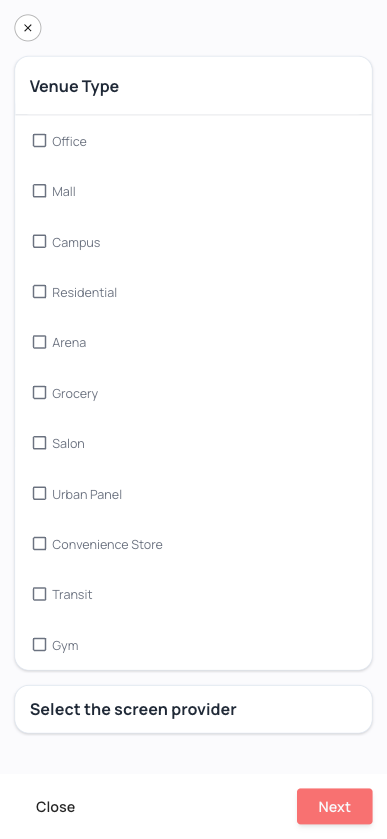 Venue Type
Office
Mall
Campus
Residential
Arena
Grocery
Salon
Urban Panel
Convenience Store
Transit
Gym
Select the screen provider
Close
Next